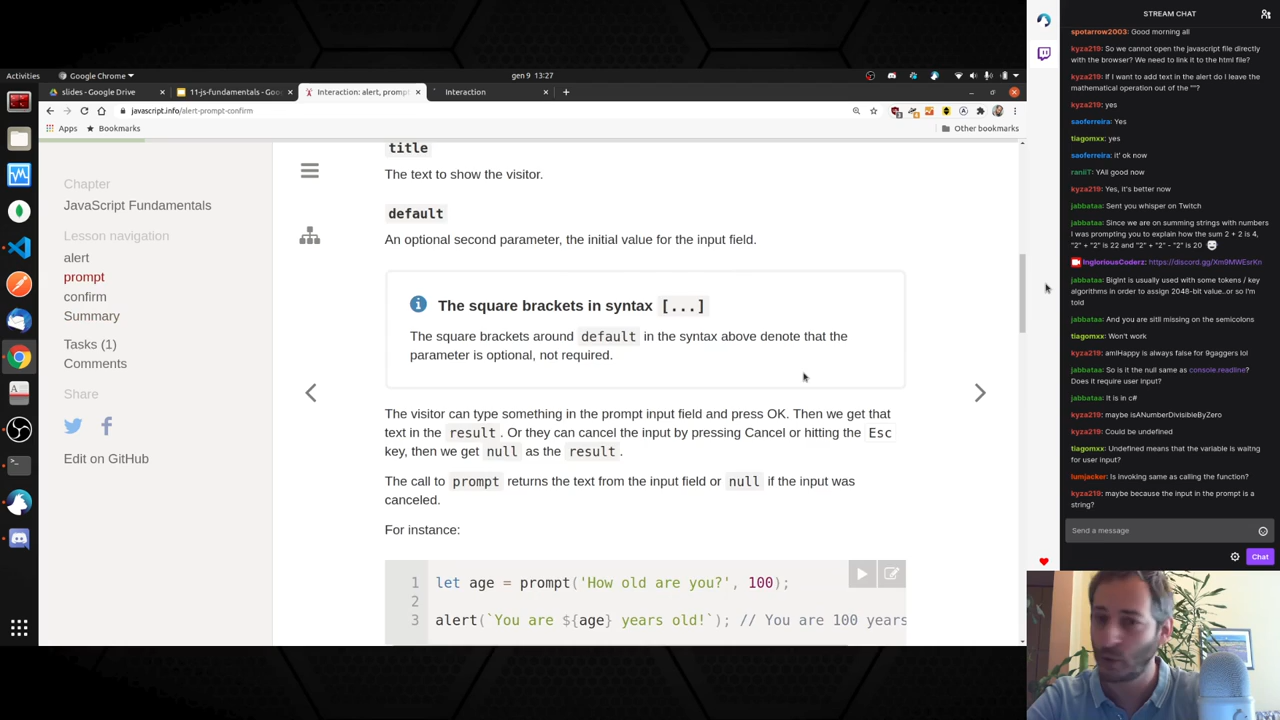 STREAM CHAT
spotarrow2003: Good morning all
kyza219: So we cannot open the javascript file directly
with the browser? We need to link it to the html file?
kyza219: If I want to add text in the alert do I leave the
mathematical operation out of the ""?
kyza219: yes
saoferreira: Yes
tiagomxx: yes
saoferreira: it' ok now
raniiT: YAll good now
kyza219: Yes, it's better now
jabbataa: Sent you whisper on Twitch
jabbataa: Since we are on summing strings with numbers
I was prompting you to explain how the sum 2 + 2 is 4,
"2" + "2" is 22 and "2" + "2" - "2" is 20
IngloriousCoderz: https://discord.gg/Xm9MWEsrKn
jabbataa: BigInt is usually used with some tokens / key
algorithms in order to assign 2048-bit value..or so I'm
told
jabbataa: And you are sitll missing on the semicolons
tiagomxx: Won't work
kyza219: amIHappy is always false for 9gaggers lol
jabbataa: So is it the null same as console.readline?
Does it require user input?
jabbataa: It is in c#
kyza219: maybe isANumberDivisibleByZero
kyza219: Could be undefined
tiagomxx: Undefined means that the variable is waitng
for user input?
lumjacker: Is invoking same as calling the function?
kyza219: maybe because the input in the prompt is a
string?
Send a message
Chat
Activities
Google Chrome
gen 9 13:27
slides - Google Drive
11-js-fundamentals - Goo
Interaction: alert, promp
Interaction
javascript.info/alert-prompt-confirm
Apps
Bookmarks
Other bookmarks
Chapter
JavaScript Fundamentals
Lesson navigation
alert
prompt
confirm
Summary
Tasks (1)
Comments
Share
Edit on GitHub
title
The text to show the visitor.
default
An optional second parameter, the initial value for the input field.
The square brackets in syntax [...]
The square brackets around default in the syntax above denote that the
parameter is optional, not required.
The visitor can type something in the prompt input field and press OK. Then we get that
text in the result. Or they can cancel the input by pressing Cancel or hitting the Esc
key, then we get null as the result.
The call to prompt returns the text from the input field or null if the input was
canceled.
For instance:
1 let age = prompt('How old are you?', 100);
2
3 alert(`You are ${age} years old!`); // You are 100 years